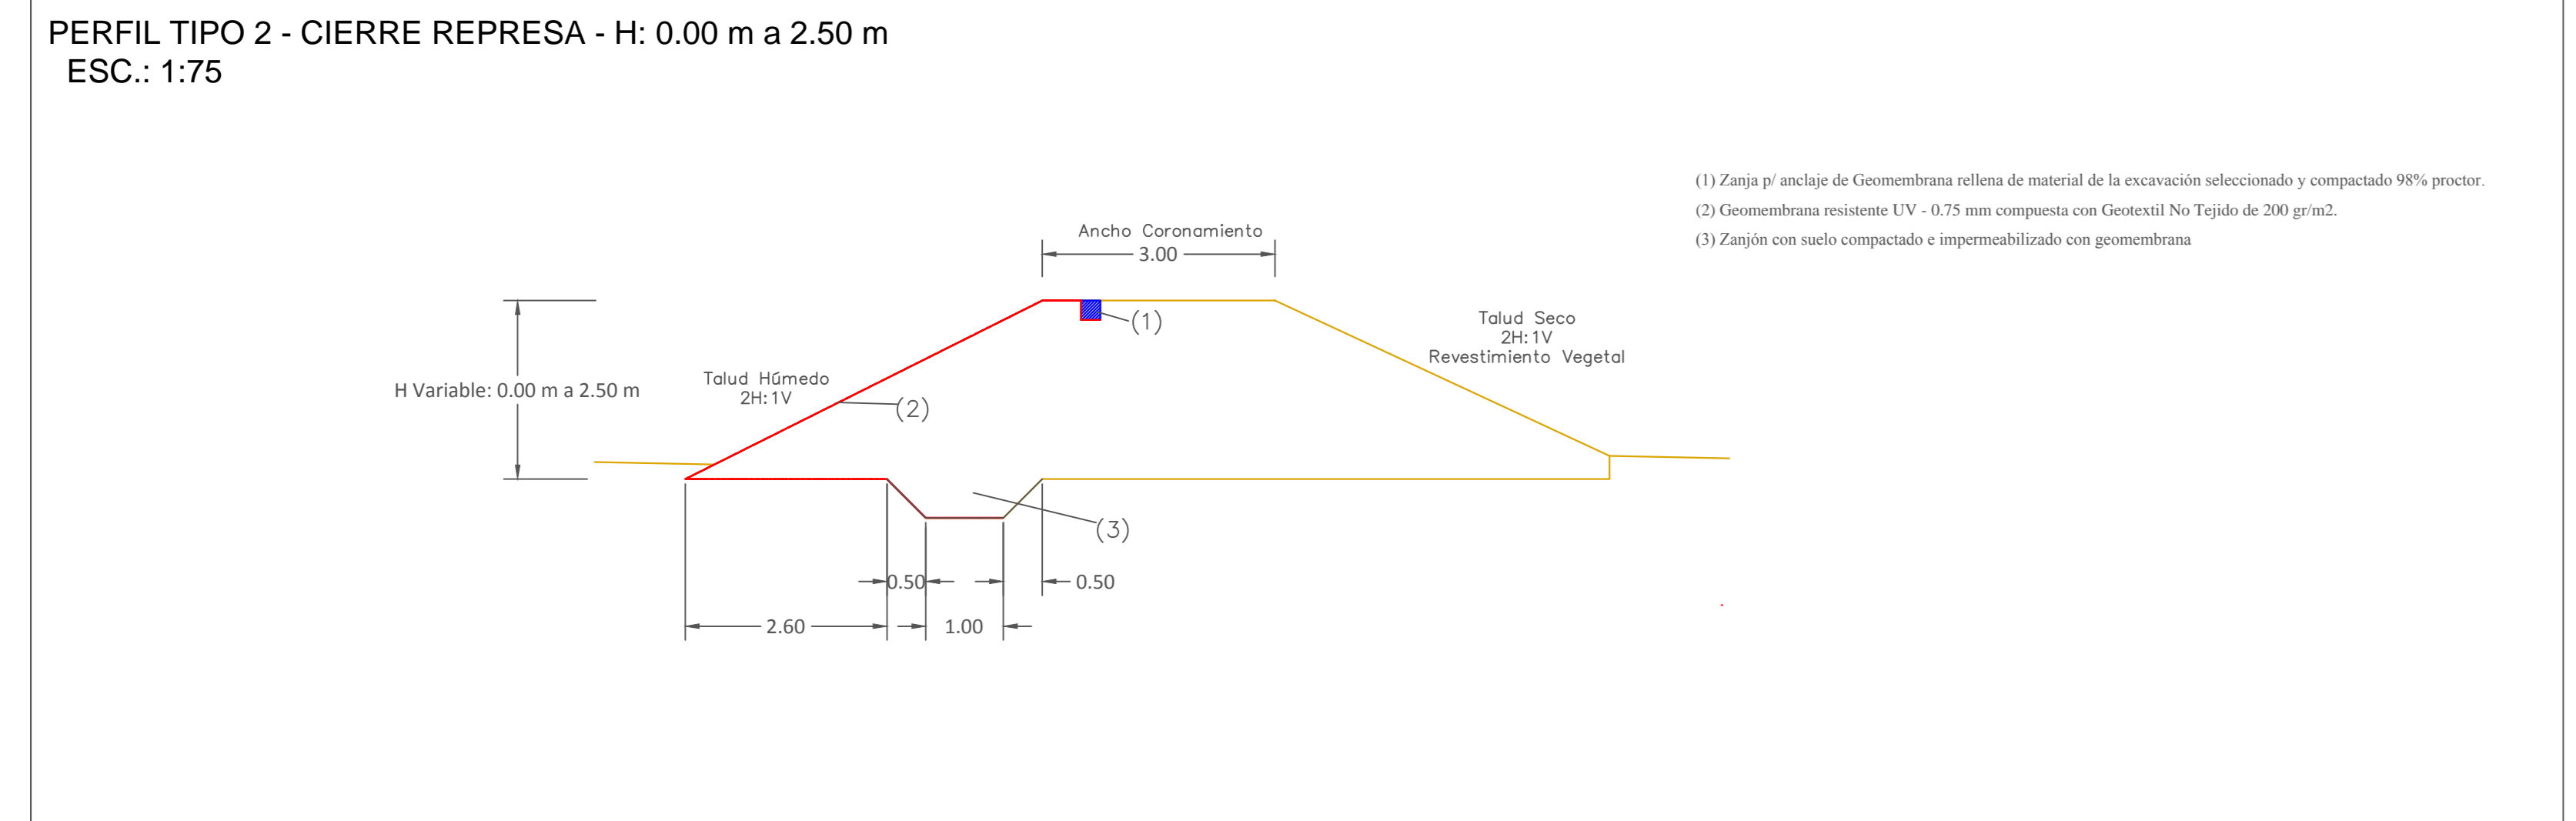 PERFIL TIPO 2 - CIERRE REPRESA - H: 0.00 m a 2.50 m
ESC.: 1:75
(1) Zanja p/ anclaje de Geomembrana rellena de material de la excavación seleccionado y compactado 98% proctor.
(2) Geomembrana resistente UV - 0.75 mm compuesta con Geotextil No Tejido de 200 gr/m2.
(3) Zanjón con suelo compactado e impermeabilizado con geomembrana
Ancho Coronamiento
3.00
(1)
Talud Seco
2H:1V
Revestimiento Vegetal
H Variable: 0.00 m a 2.50 m
Talud Húmedo
2H:1V
(2)
(3)
0.50
0.50
2.60
1.00